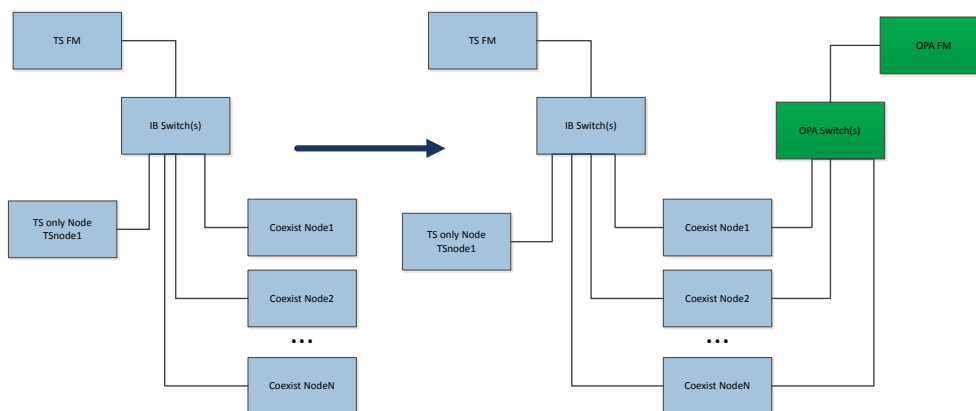 TS FM
IB Switch(s)
TS only Node
TSnode1
Coexist Node1
Coexist Node2
...
Coexist NodeN
TS FM
OPA FM
IB Switch(s)
OPA Switch(s)
TS only Node
TSnode1
Coexist Node1
Coexist Node2
...
Coexist NodeN